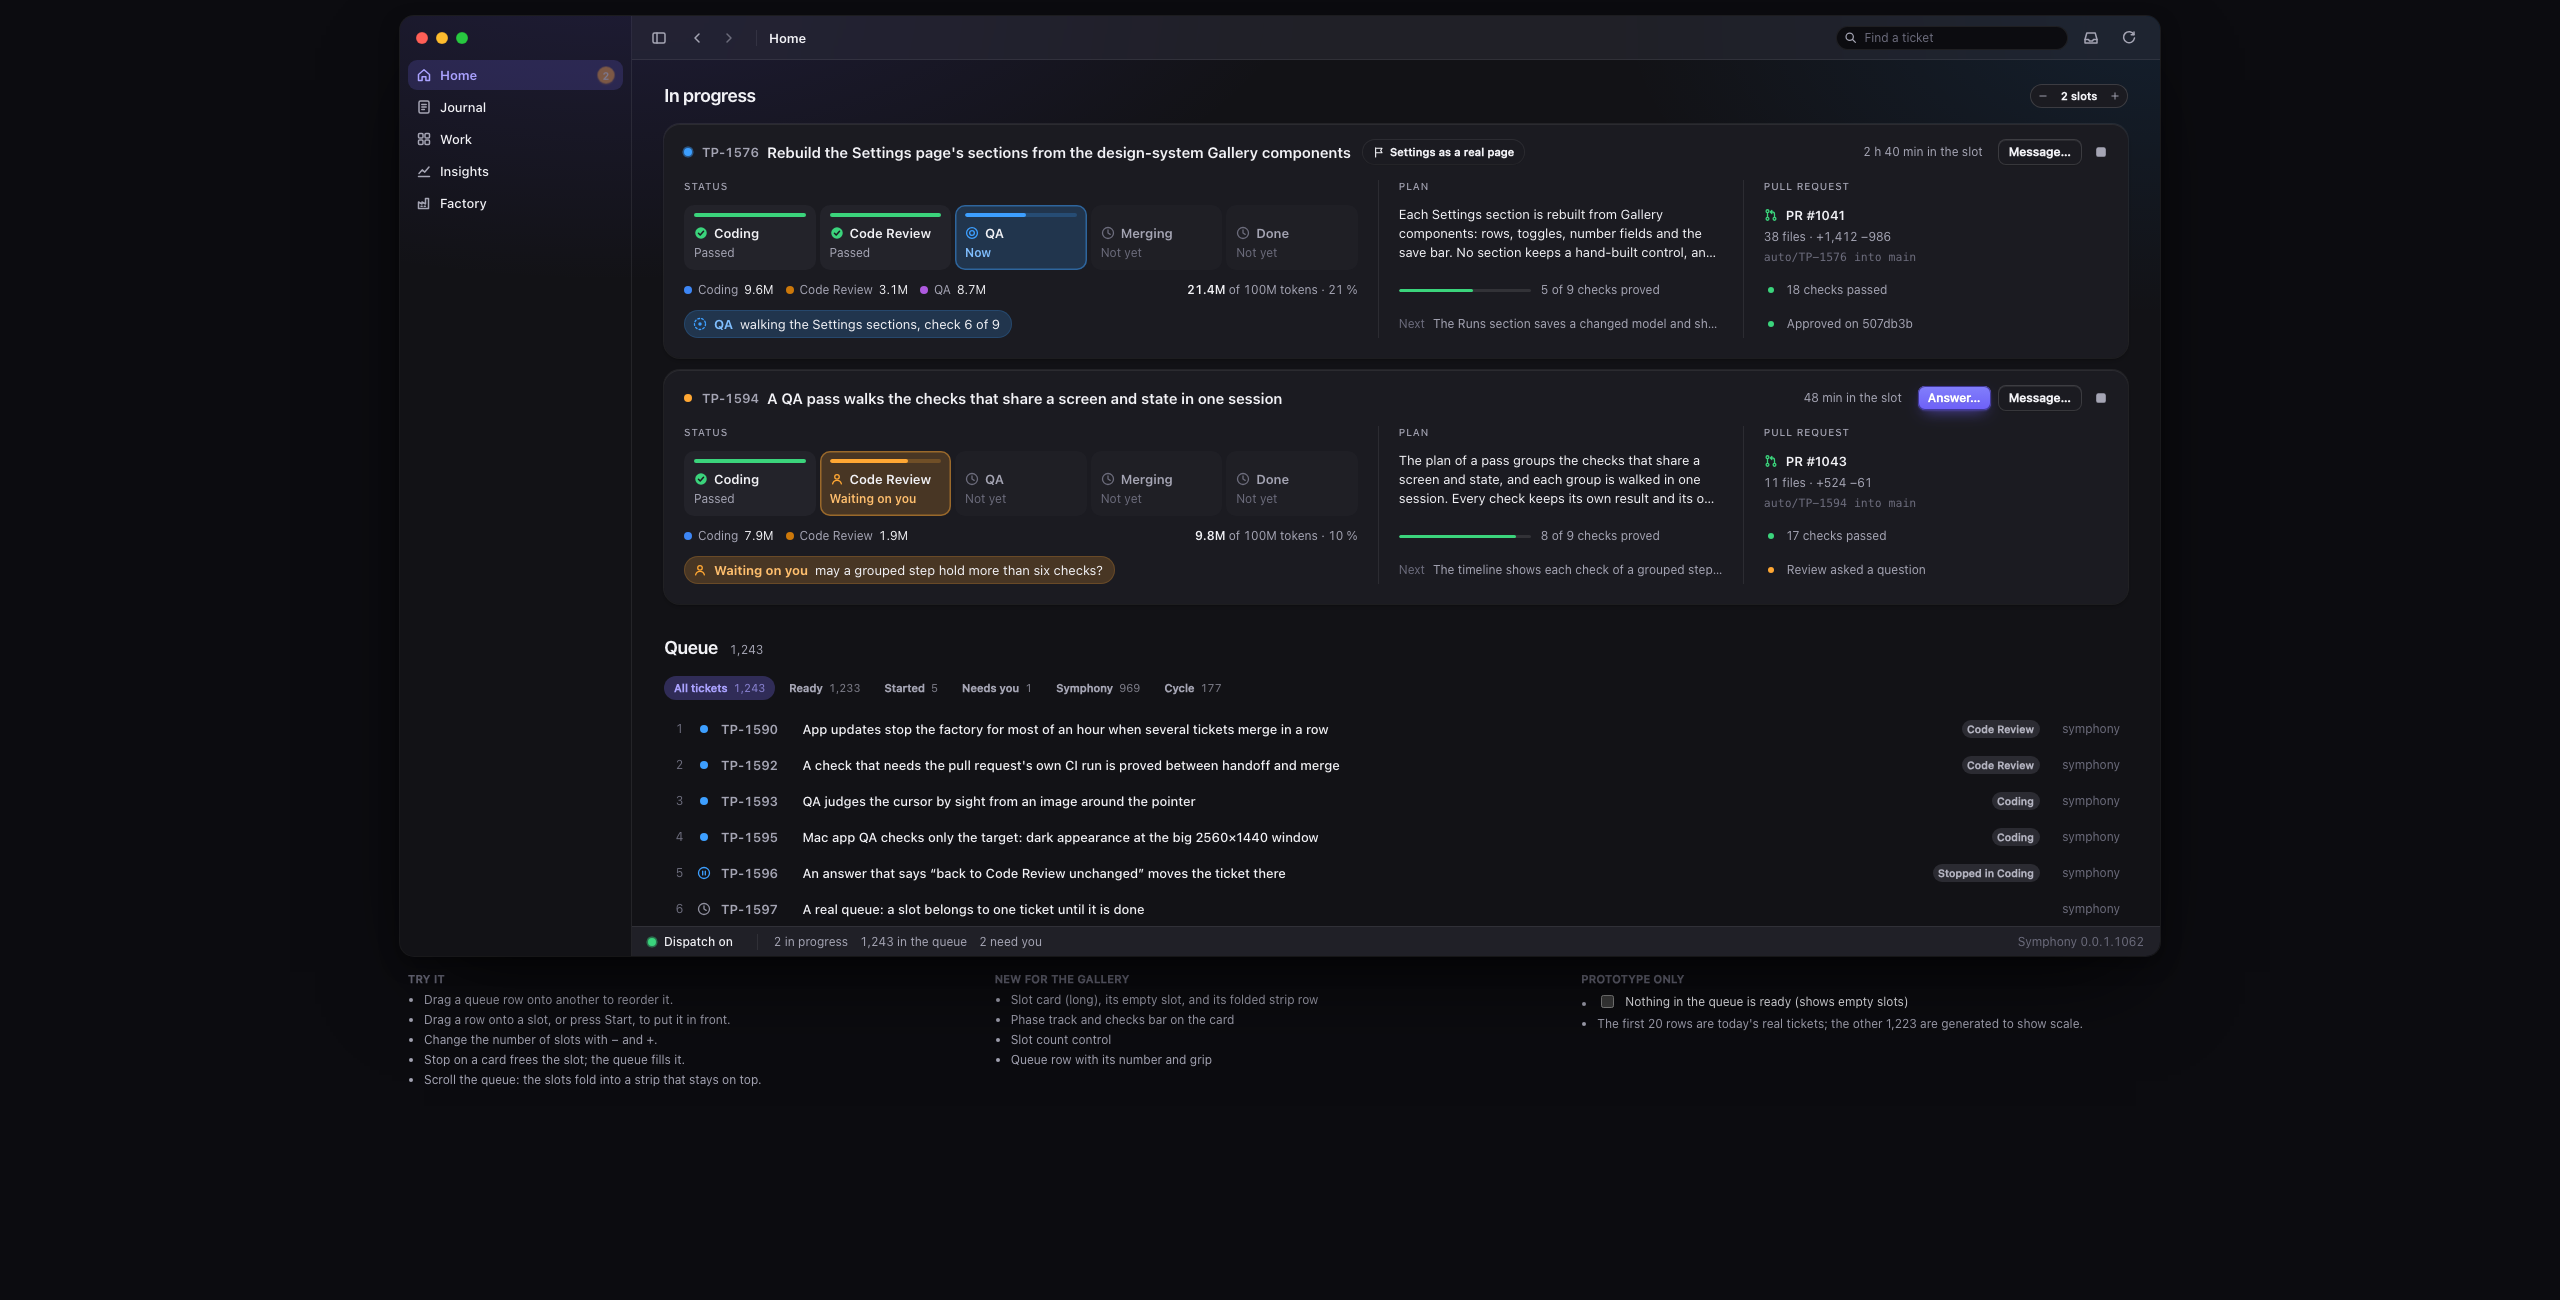 Home
Find a ticket
Home 2
Journal
Work
Insights
Factory
In progress
− 2 slots +
TP-1576 Rebuild the Settings page's sections from the design-system Gallery components Settings as a real page 2 h 40 min in the slot Message...
STATUS
Coding
Passed
Code Review
Passed
QA
Now
Merging
Not yet
Done
Not yet
Coding 9.6M Code Review 3.1M QA 8.7M 21.4M of 100M tokens · 21 %
QA walking the Settings sections, check 6 of 9
PLAN
Each Settings section is rebuilt from Gallery
components: rows, toggles, number fields and the
save bar. No section keeps a hand-built control, an...
5 of 9 checks proved
Next The Runs section saves a changed model and sh...
PULL REQUEST
PR #1041
38 files · +1,412 −986
auto/TP-1576 into main
18 checks passed
Approved on 507db3b
TP-1594 A QA pass walks the checks that share a screen and state in one session 48 min in the slot Answer... Message...
STATUS
Coding
Passed
Code Review
Waiting on you
QA
Not yet
Merging
Not yet
Done
Not yet
Coding 7.9M Code Review 1.9M 9.8M of 100M tokens · 10 %
Waiting on you may a grouped step hold more than six checks?
PLAN
The plan of a pass groups the checks that share a
screen and state, and each group is walked in one
session. Every check keeps its own result and its o...
8 of 9 checks proved
Next The timeline shows each check of a grouped step...
PULL REQUEST
PR #1043
11 files · +524 −61
auto/TP-1594 into main
17 checks passed
Review asked a question
Queue 1,243
All tickets 1,243 Ready 1,233 Started 5 Needs you 1 Symphony 969 Cycle 177
1 TP-1590 App updates stop the factory for most of an hour when several tickets merge in a row Code Review symphony
2 TP-1592 A check that needs the pull request's own CI run is proved between handoff and merge Code Review symphony
3 TP-1593 QA judges the cursor by sight from an image around the pointer Coding symphony
4 TP-1595 Mac app QA checks only the target: dark appearance at the big 2560×1440 window Coding symphony
5 TP-1596 An answer that says “back to Code Review unchanged” moves the ticket there Stopped in Coding symphony
6 TP-1597 A real queue: a slot belongs to one ticket until it is done symphony
Dispatch on 2 in progress 1,243 in the queue 2 need you Symphony 0.0.1.1062
TRY IT
• Drag a queue row onto another to reorder it.
• Drag a row onto a slot, or press Start, to put it in front.
• Change the number of slots with − and +.
• Stop on a card frees the slot; the queue fills it.
• Scroll the queue: the slots fold into a strip that stays on top.
NEW FOR THE GALLERY
• Slot card (long), its empty slot, and its folded strip row
• Phase track and checks bar on the card
• Slot count control
• Queue row with its number and grip
PROTOTYPE ONLY
• Nothing in the queue is ready (shows empty slots)
• The first 20 rows are today's real tickets; the other 1,223 are generated to show scale.